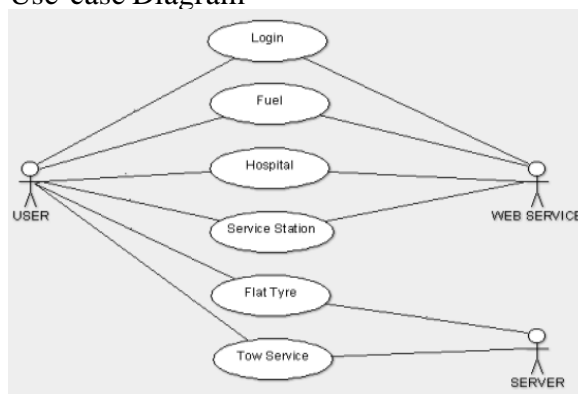 Use-case Diagram
Login
Fuel
Hospital
USER
WEB SERVICE
Service Station
Flat Tyre
Tow Service
SERVER